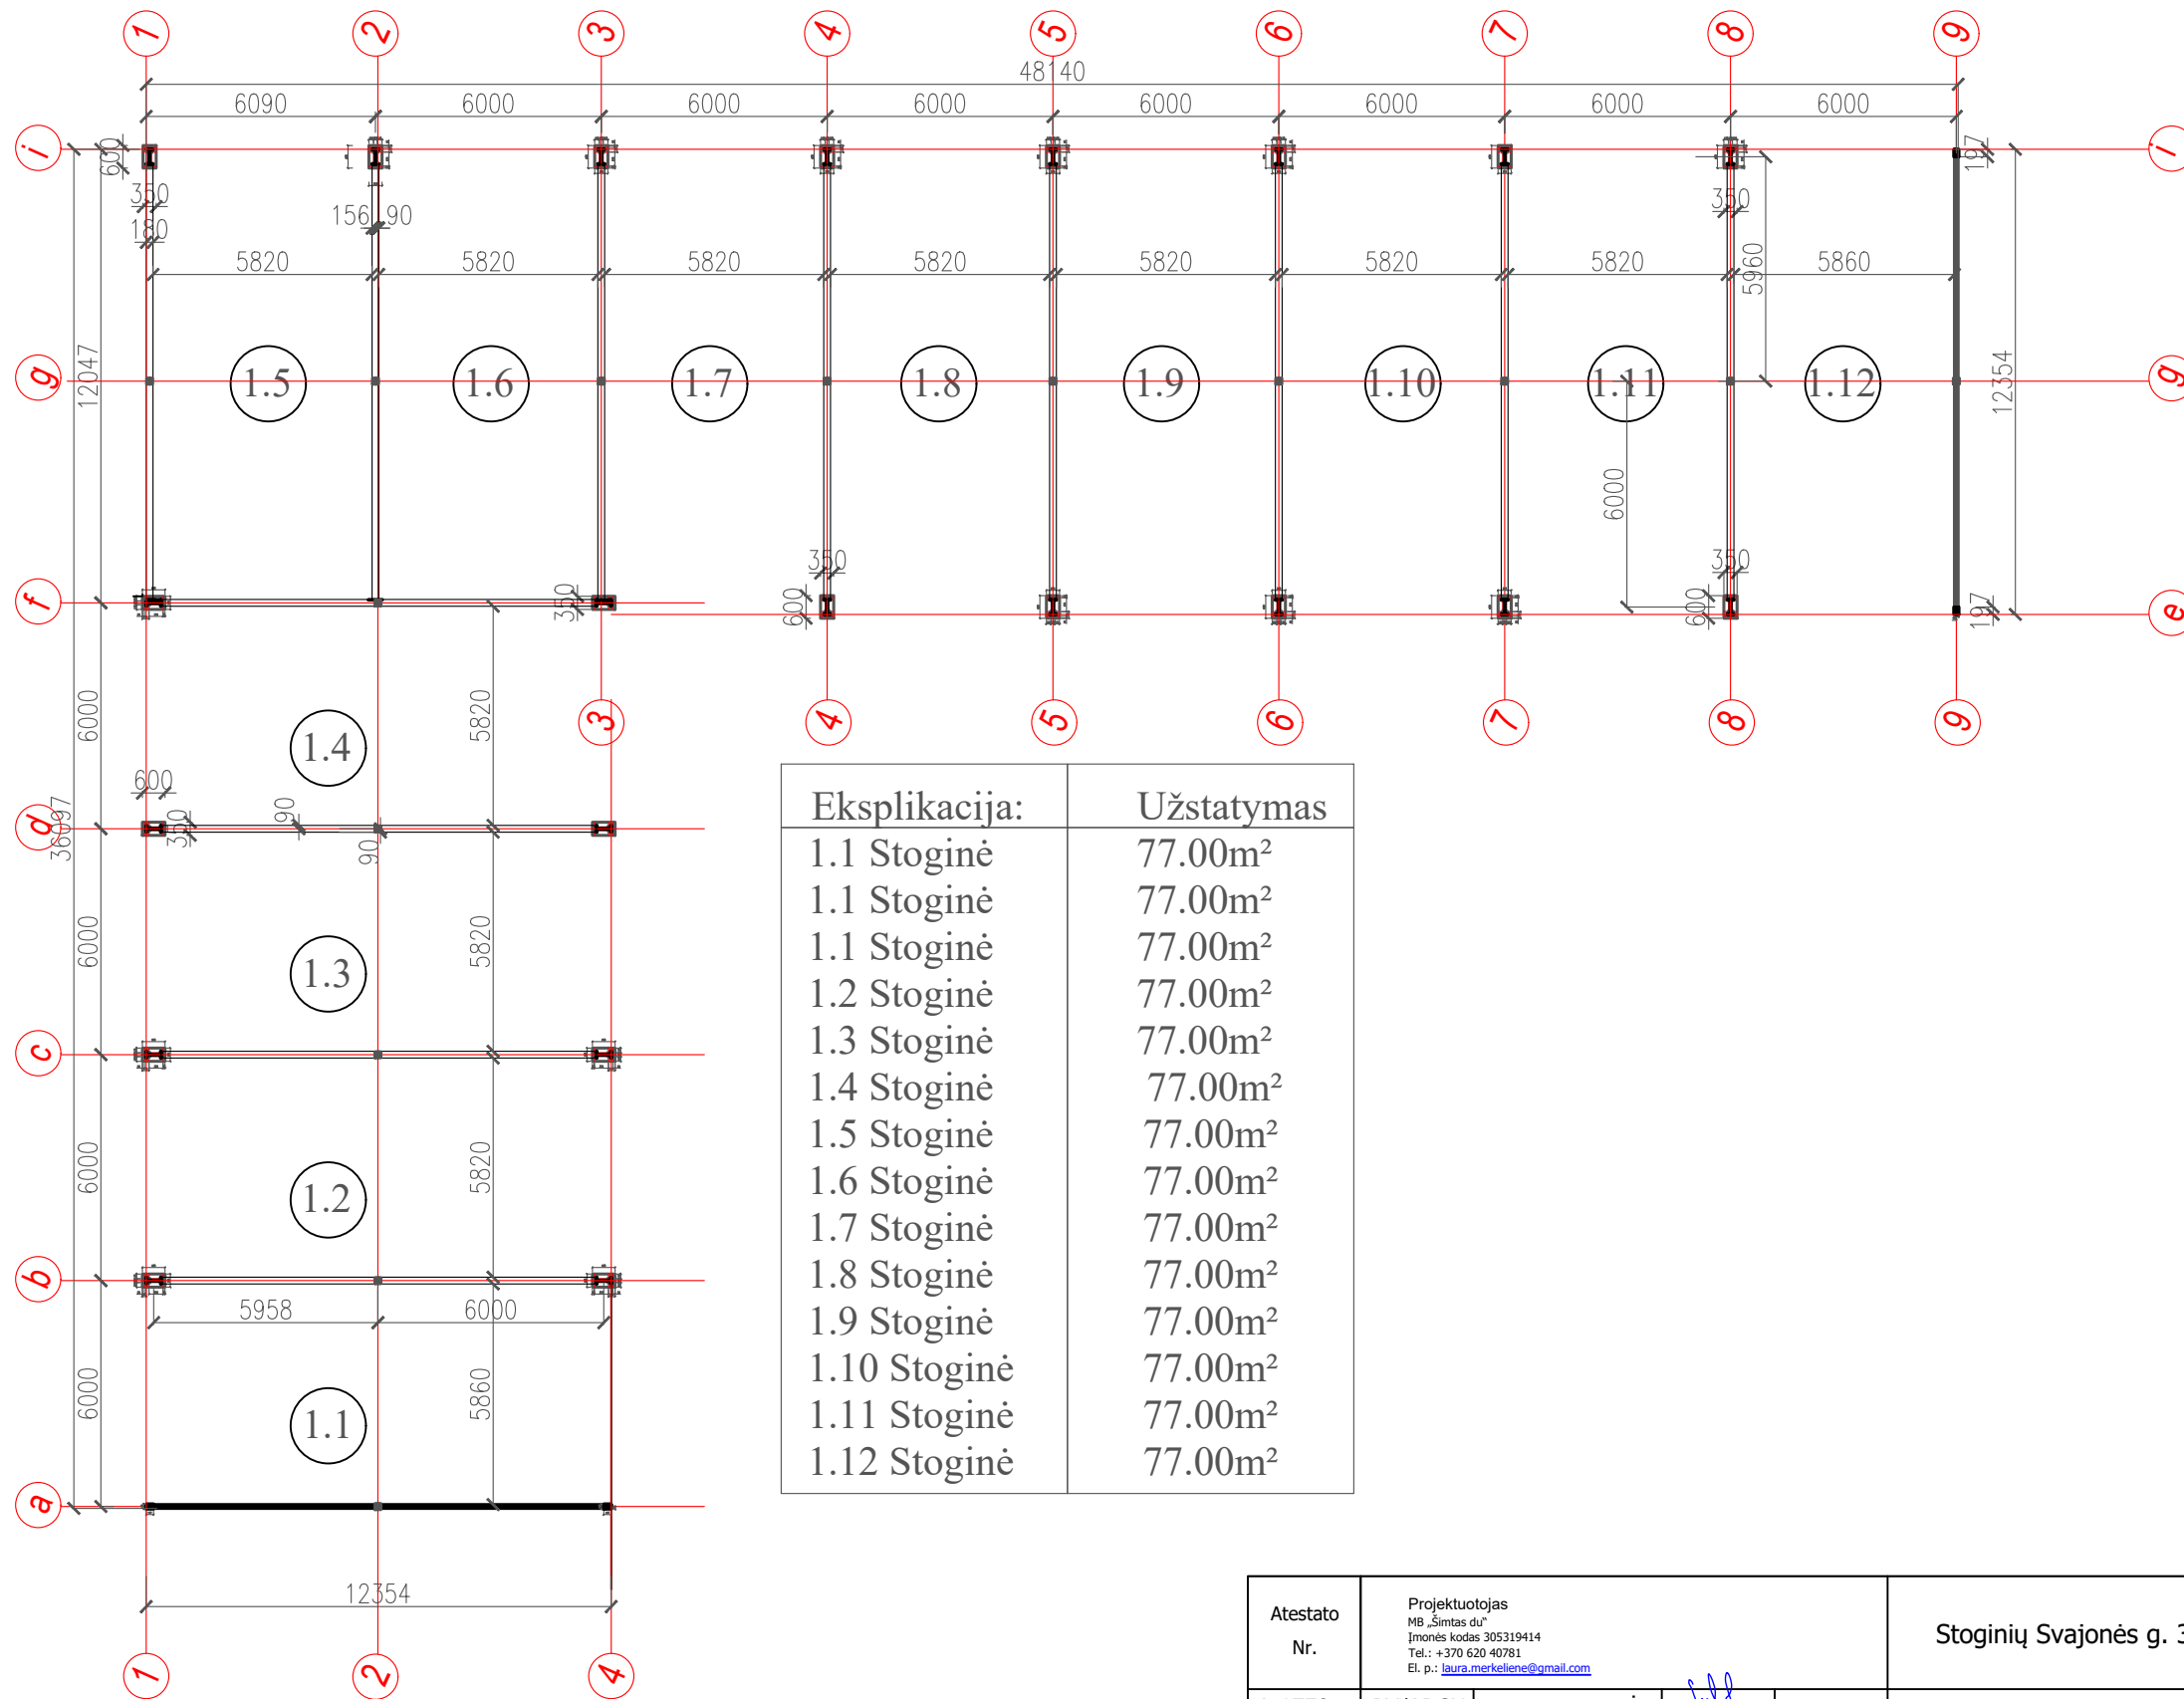 1 2 3 4 5 6 7 8 9
48140
6090 6000 6000 6000 6000 6000 6000 6000
i i
600 197
350 350
180 156 90
5820 5820 5820 5820 5820 5820 5820 5860
5960
12047 12354
g 1.5 1.6 1.7 1.8 1.9 1.10 1.11 1.12 g
6000
350 350
f 350 600 600 197 e
6000 5820
3 4 5 6 7 8 9
1.4
600
36097
d 350 90 90
6000 5820
1.3
c
6000 5820
1.2
b
5958 6000
6000 5860
1.1
a
12354
1 2 4
Eksplikacija: Užstatymas
1.1 Stoginė 77.00m²
1.1 Stoginė 77.00m²
1.1 Stoginė 77.00m²
1.2 Stoginė 77.00m²
1.3 Stoginė 77.00m²
1.4 Stoginė 77.00m²
1.5 Stoginė 77.00m²
1.6 Stoginė 77.00m²
1.7 Stoginė 77.00m²
1.8 Stoginė 77.00m²
1.9 Stoginė 77.00m²
1.10 Stoginė 77.00m²
1.11 Stoginė 77.00m²
1.12 Stoginė 77.00m²
Atestato
Nr.
Projektuotojas
MB „Šimtas du"
Įmonės kodas 305319414
Tel.: +370 620 40781
El. p.: laura.merkeliene@gmail.com
Stoginių Svajonės g. 3